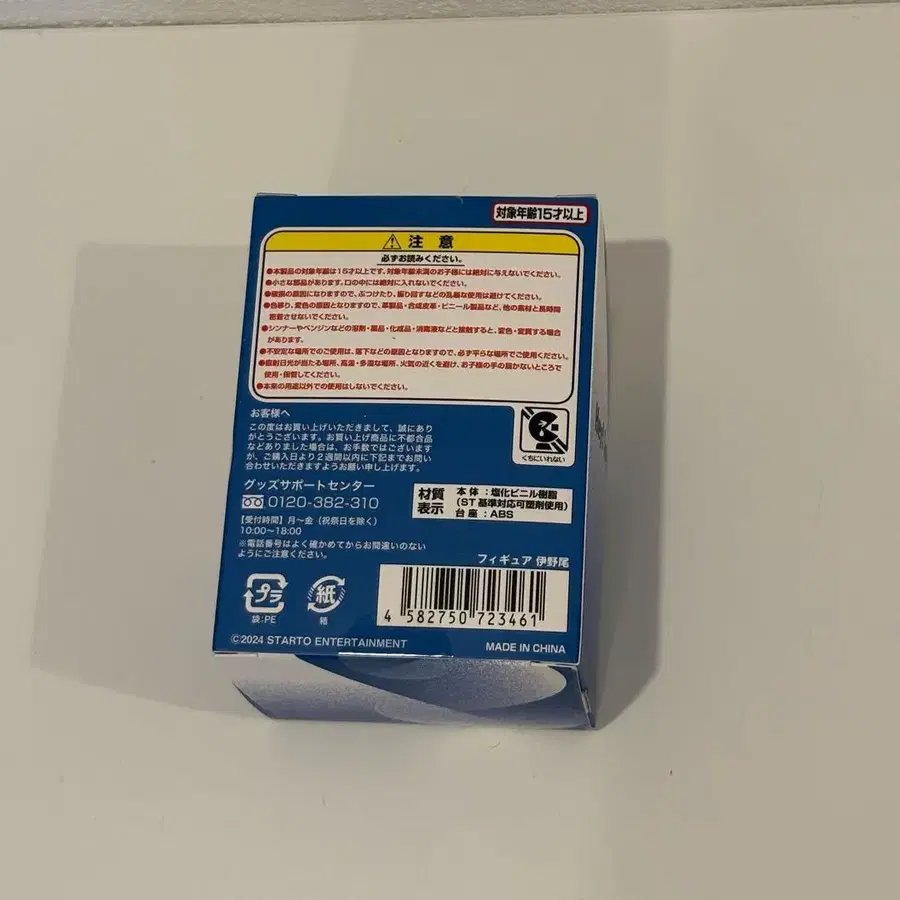 対象年齢15才以上
注意
必ずお読みください。
●本製品の対象年齢は15才以上です。対象年齢未満のお子様には絶対に与えないでください。
●小さな部品があります。口の中には絶対に入れないでください。
●破損の原因になりますので、ぶつけたり、振り回すなどの乱暴な使用は避けてください。
●色移り、変色の原因となりますので、革製品・合成皮革・ビニール製品など、他の素材と長時間
密着させないでください。
●シンナーやベンジンなどの溶剤・薬品・化成品・消毒液などと接触すると、変色・変質する場合
があります。
●不安定な場所でのご使用は、落下などの原因となりますので、必ず平らな場所でご使用ください。
●直射日光が当たる場所、高温・多湿な場所、火気の近くを避け、お子様の手の届かないところで
使用・保管してください。
●本来の用途以外での使用はしないでください。
お客様へ
この度はお買い上げいただきまして、誠にあり
がとうございます。お買い上げ商品に不都合品
などありました場合は、お手数ではございます
が、ご購入日より2週間以内に下記までお問い
合わせいただきますようお願い申し上げます。
くちにいれない
グッズサポートセンター
0120-382-310
【受付時間】月〜金（祝祭日を除く）
10:00〜18:00
※電話番号はよく確かめてからお間違いのない
ようにご注意ください。
材質
表示
本体：塩化ビニル樹脂
(ST基準対応可塑剤使用)
台座：ABS
フィギュア 伊野尾
プラ
袋:PE
紙
箱
4 582750 723461
©2024 STARTO ENTERTAINMENT
MADE IN CHINA